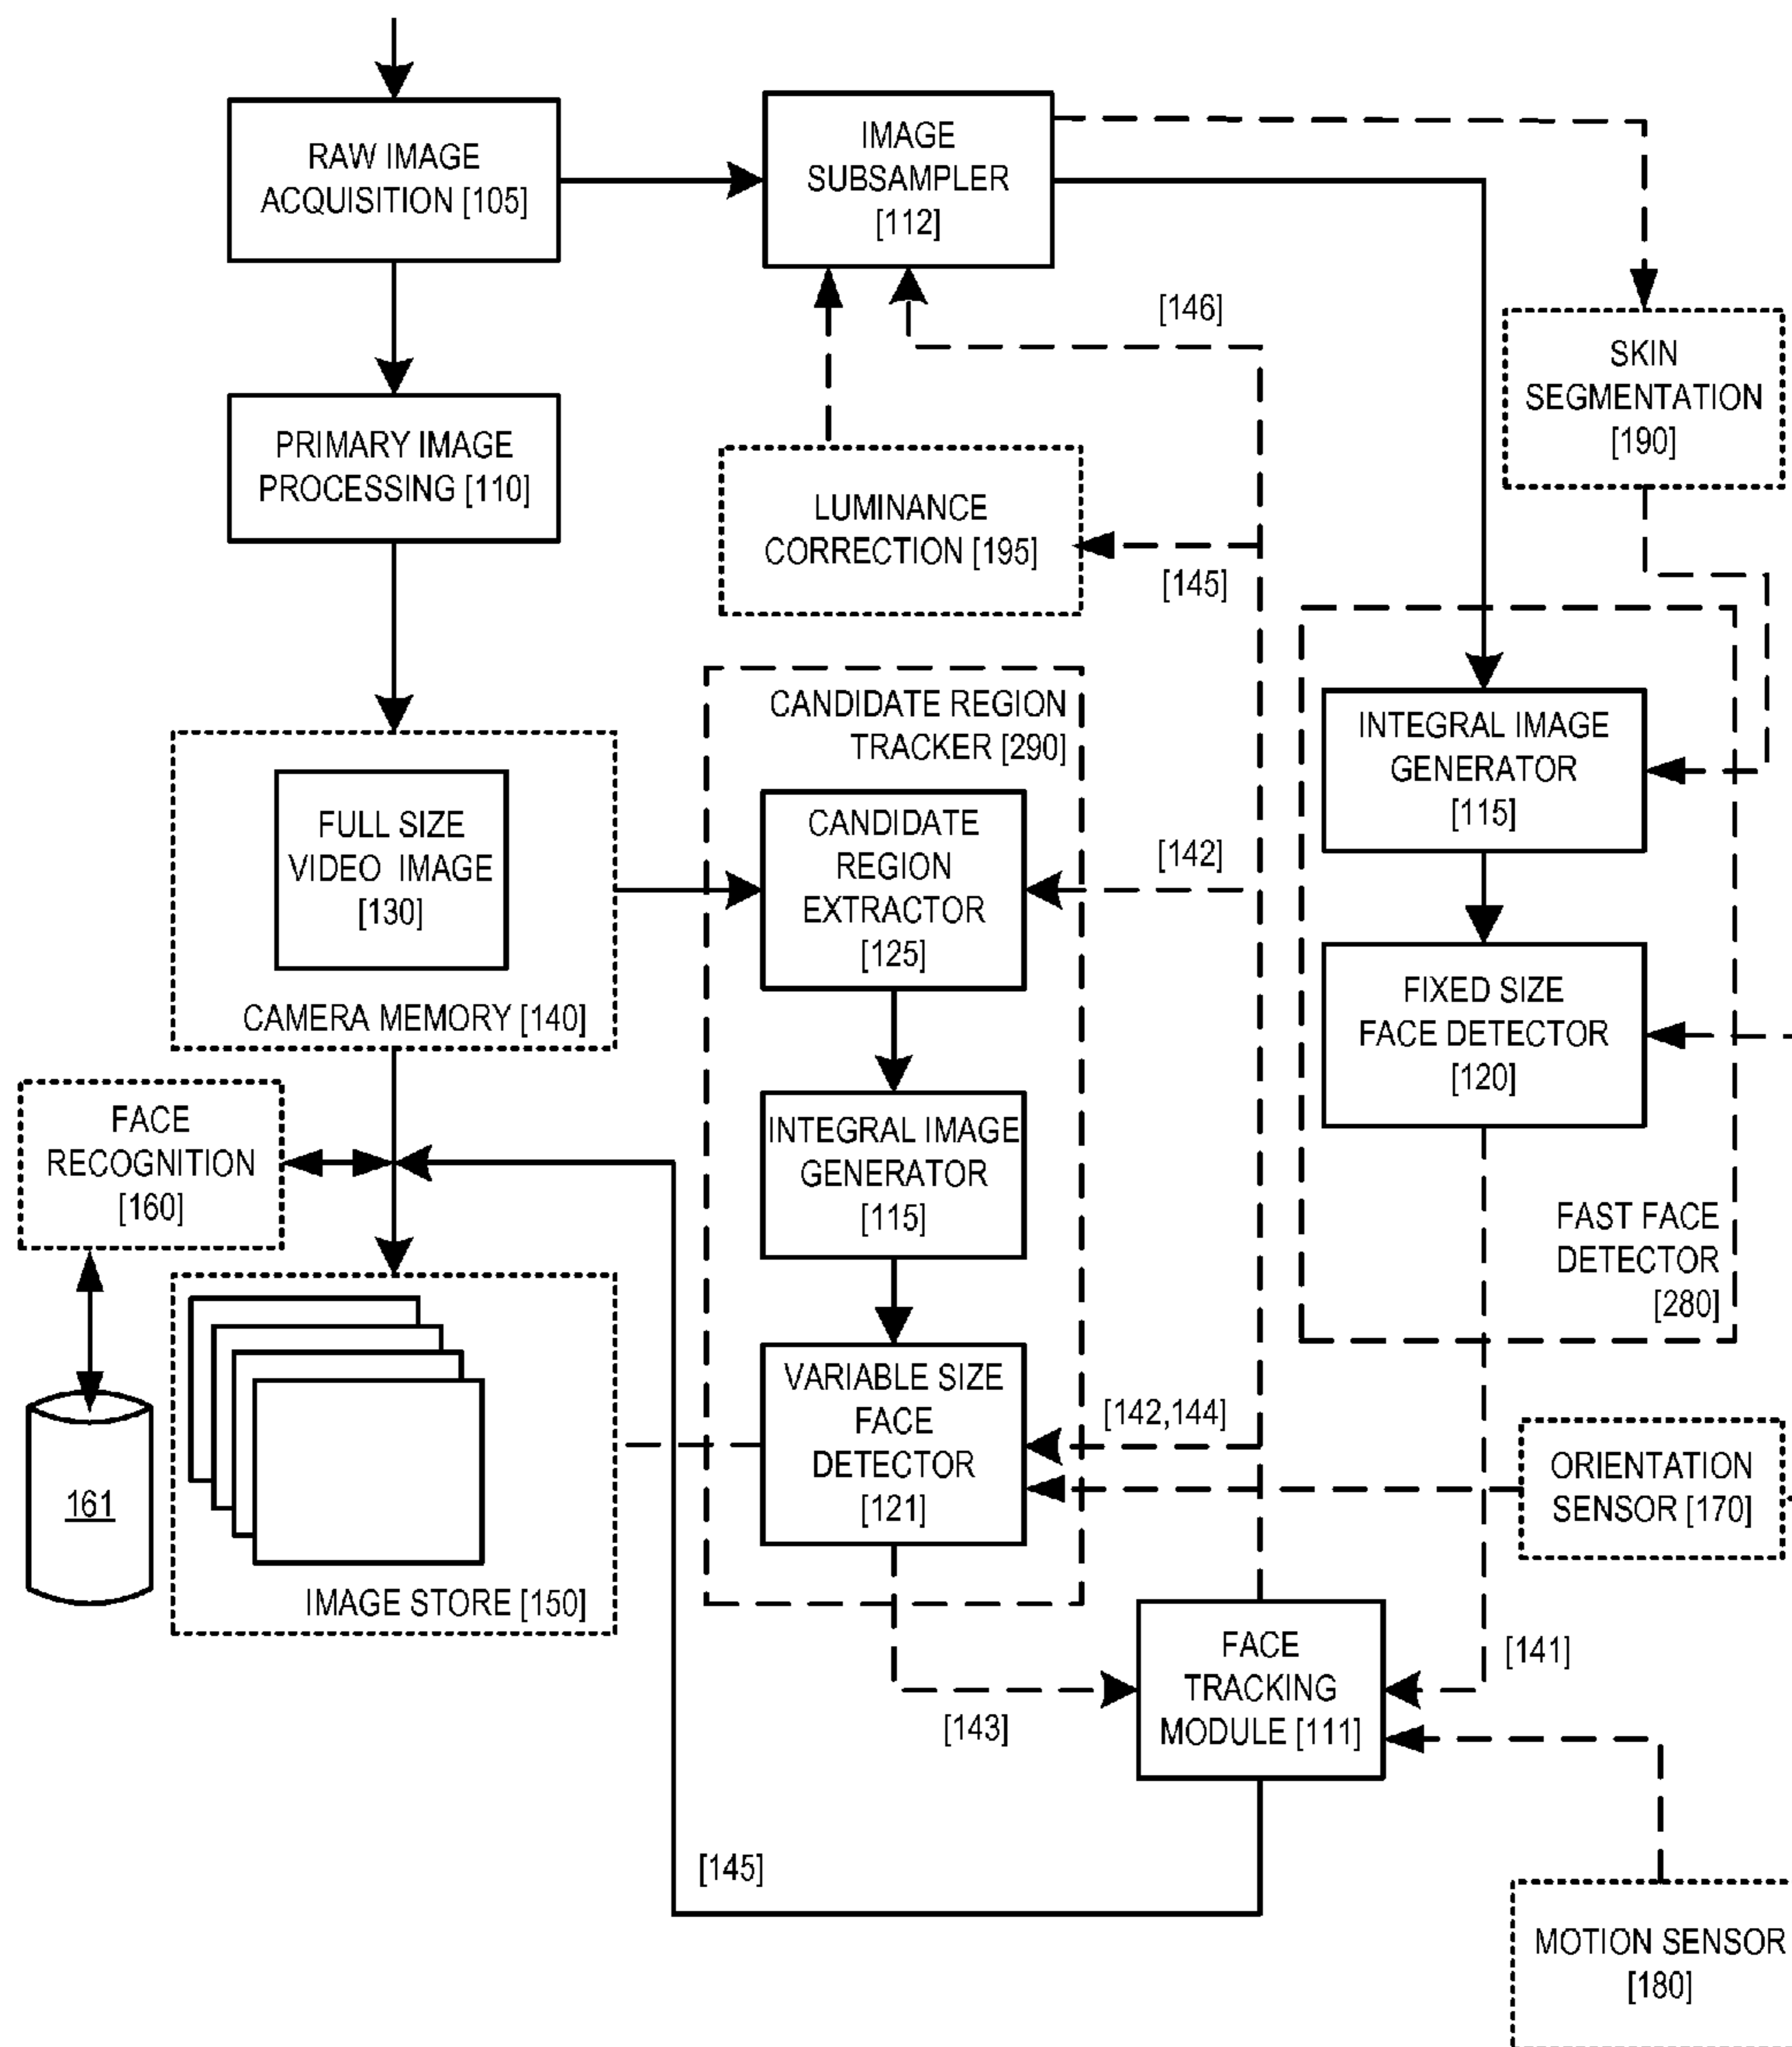 RAW IMAGE
ACQUISITION [105]
IMAGE
SUBSAMPLER
[112]
[146]
SKIN
SEGMENTATION
[190]
PRIMARY IMAGE
PROCESSING [110]
LUMINANCE
CORRECTION [195]
[145]
CANDIDATE REGION
TRACKER [290]
INTEGRAL IMAGE
GENERATOR
[115]
FULL SIZE
VIDEO IMAGE
[130]
CAMERA MEMORY [140]
CANDIDATE
REGION
EXTRACTOR
[125]
[142]
FIXED SIZE
FACE DETECTOR
[120]
FACE
RECOGNITION
[160]
INTEGRAL IMAGE
GENERATOR
[115]
FAST FACE
DETECTOR
[280]
VARIABLE SIZE
FACE
DETECTOR
[121]
[142,144]
ORIENTATION
SENSOR [170]
161
IMAGE STORE [150]
FACE
TRACKING
MODULE [111]
[141]
[143]
[145]
MOTION SENSOR
[180]